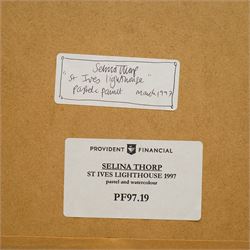 Selina Thorp
"St Ives lighthouse"
pastel & paint March 1997
PROVIDENT FINANCIAL
SELINA THORP
ST IVES LIGHTHOUSE 1997
pastel and watercolour
PF97.19